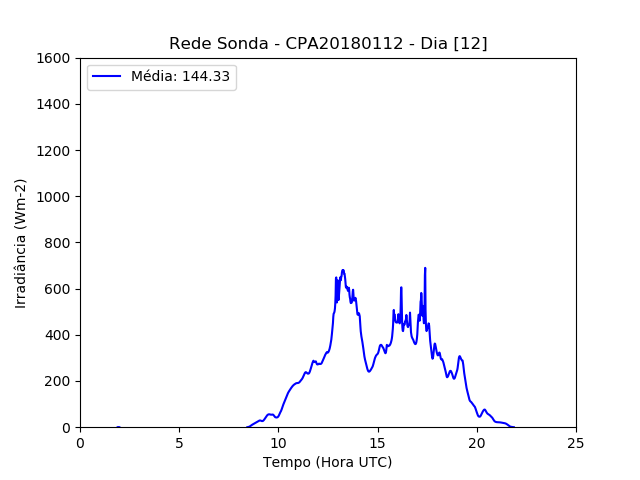 Rede Sonda - CPA20180112 - Dia [12]
Média: 144.33
Irradiância (Wm-2)
1600
1400
1200
1000
800
600
400
200
0
0 5 10 15 20 25
Tempo (Hora UTC)